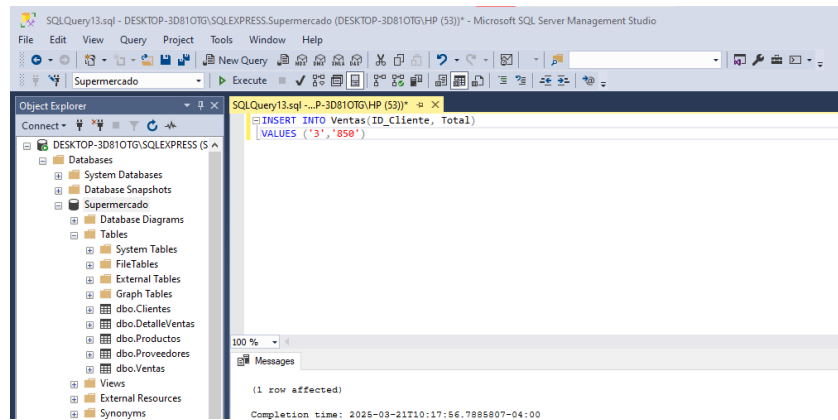 SQLQuery13.sql - DESKTOP-3D81OTG\SQLEXPRESS.Supermercado (DESKTOP-3D81OTG\HP (53))* - Microsoft SQL Server Management Studio
File Edit View Query Project Tools Window Help
New Query
Supermercado Execute
Object Explorer
Connect
DESKTOP-3D81OTG\SQLEXPRESS (S
Databases
System Databases
Database Snapshots
Supermercado
Database Diagrams
Tables
System Tables
FileTables
External Tables
Graph Tables
dbo.Clientes
dbo.DetalleVentas
dbo.Productos
dbo.Proveedores
dbo.Ventas
Views
External Resources
Synonyms
SQLQuery13.sql -...P-3D81OTG\HP (53))*
INSERT INTO Ventas(ID_Cliente, Total)
VALUES ('3','850')
100 %
Messages
(1 row affected)
Completion time: 2025-03-21T10:17:56.7885807-04:00